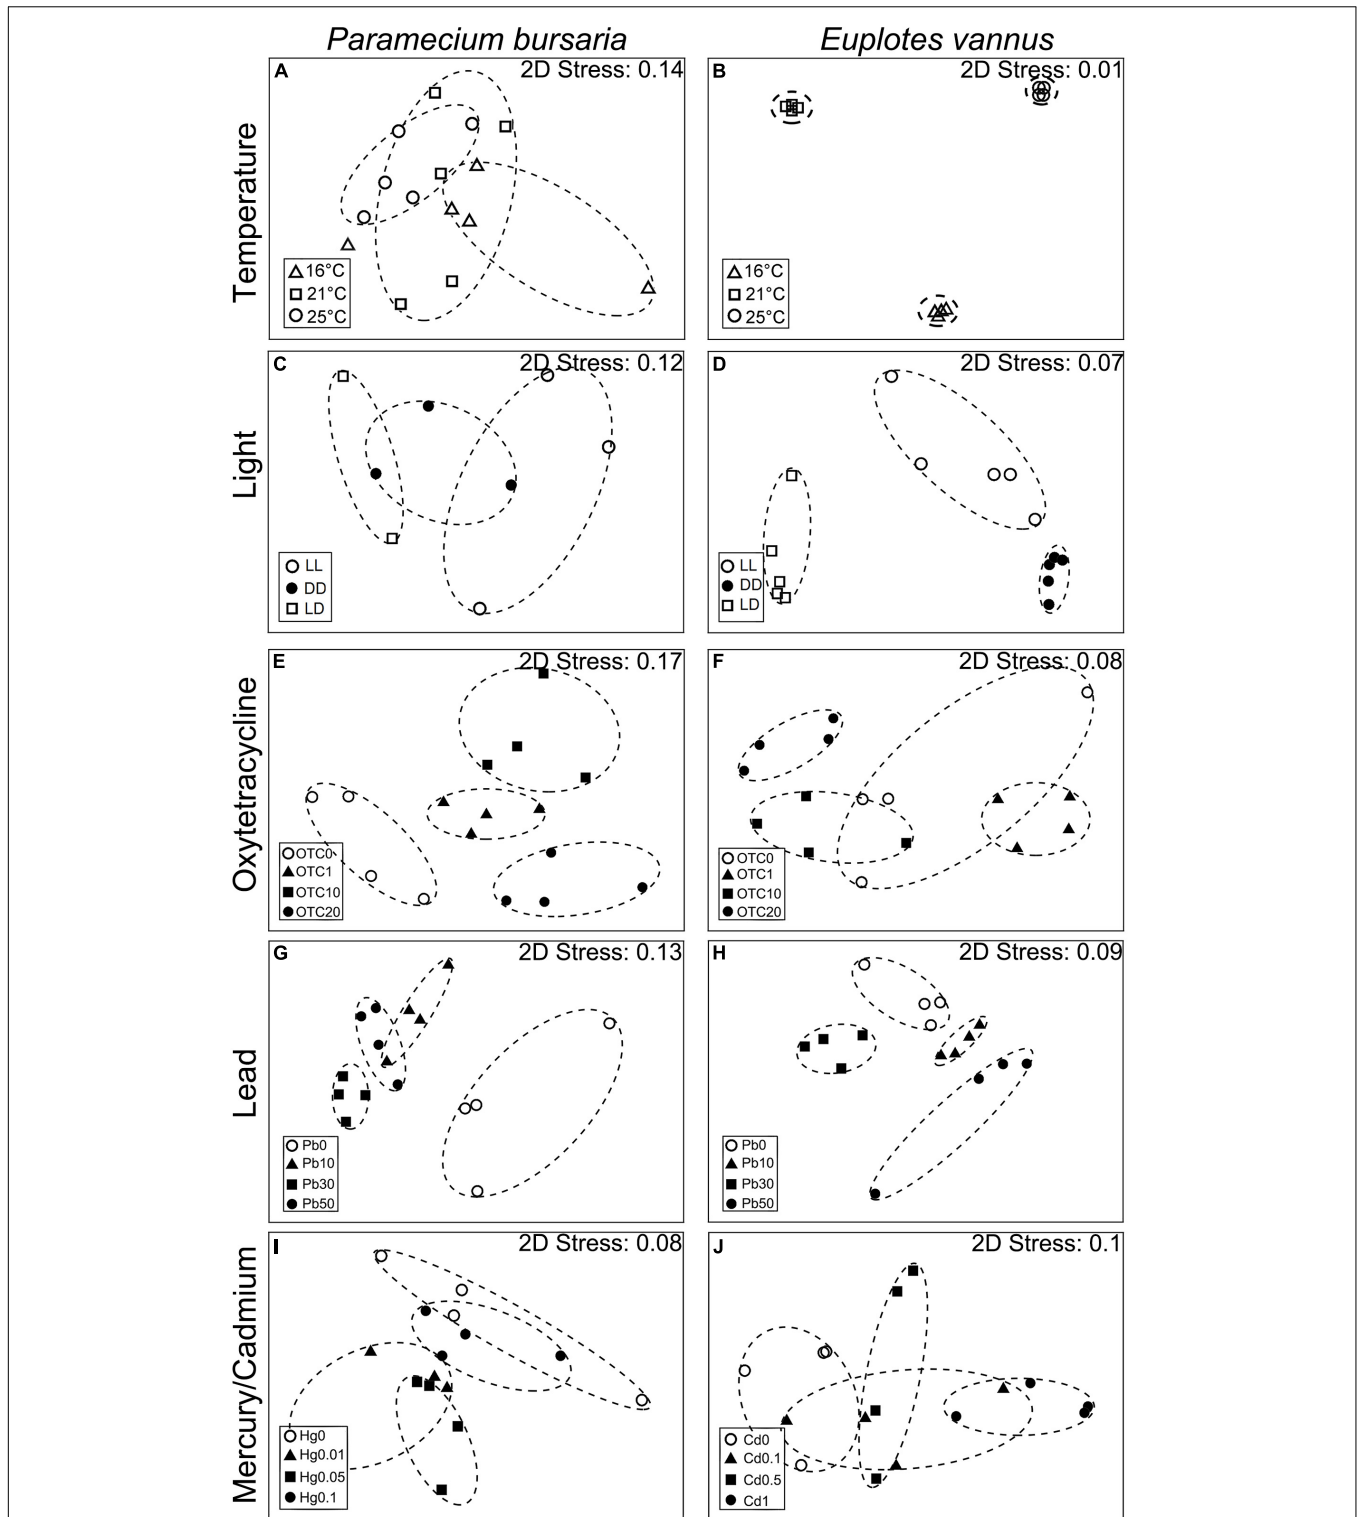 Paramecium bursaria
Euplotes vannus
Temperature
A
2D Stress: 0.14
16°C
21°C
25°C
B
2D Stress: 0.01
16°C
21°C
25°C
Light
C
2D Stress: 0.12
LL
DD
LD
D
2D Stress: 0.07
LL
DD
LD
Oxytetracycline
E
2D Stress: 0.17
OTC0
OTC1
OTC10
OTC20
F
2D Stress: 0.08
OTC0
OTC1
OTC10
OTC20
Lead
G
2D Stress: 0.13
Pb0
Pb10
Pb30
Pb50
H
2D Stress: 0.09
Pb0
Pb10
Pb30
Pb50
Mercury/Cadmium
I
2D Stress: 0.08
Hg0
Hg0.01
Hg0.05
Hg0.1
J
2D Stress: 0.1
Cd0
Cd0.1
Cd0.5
Cd1